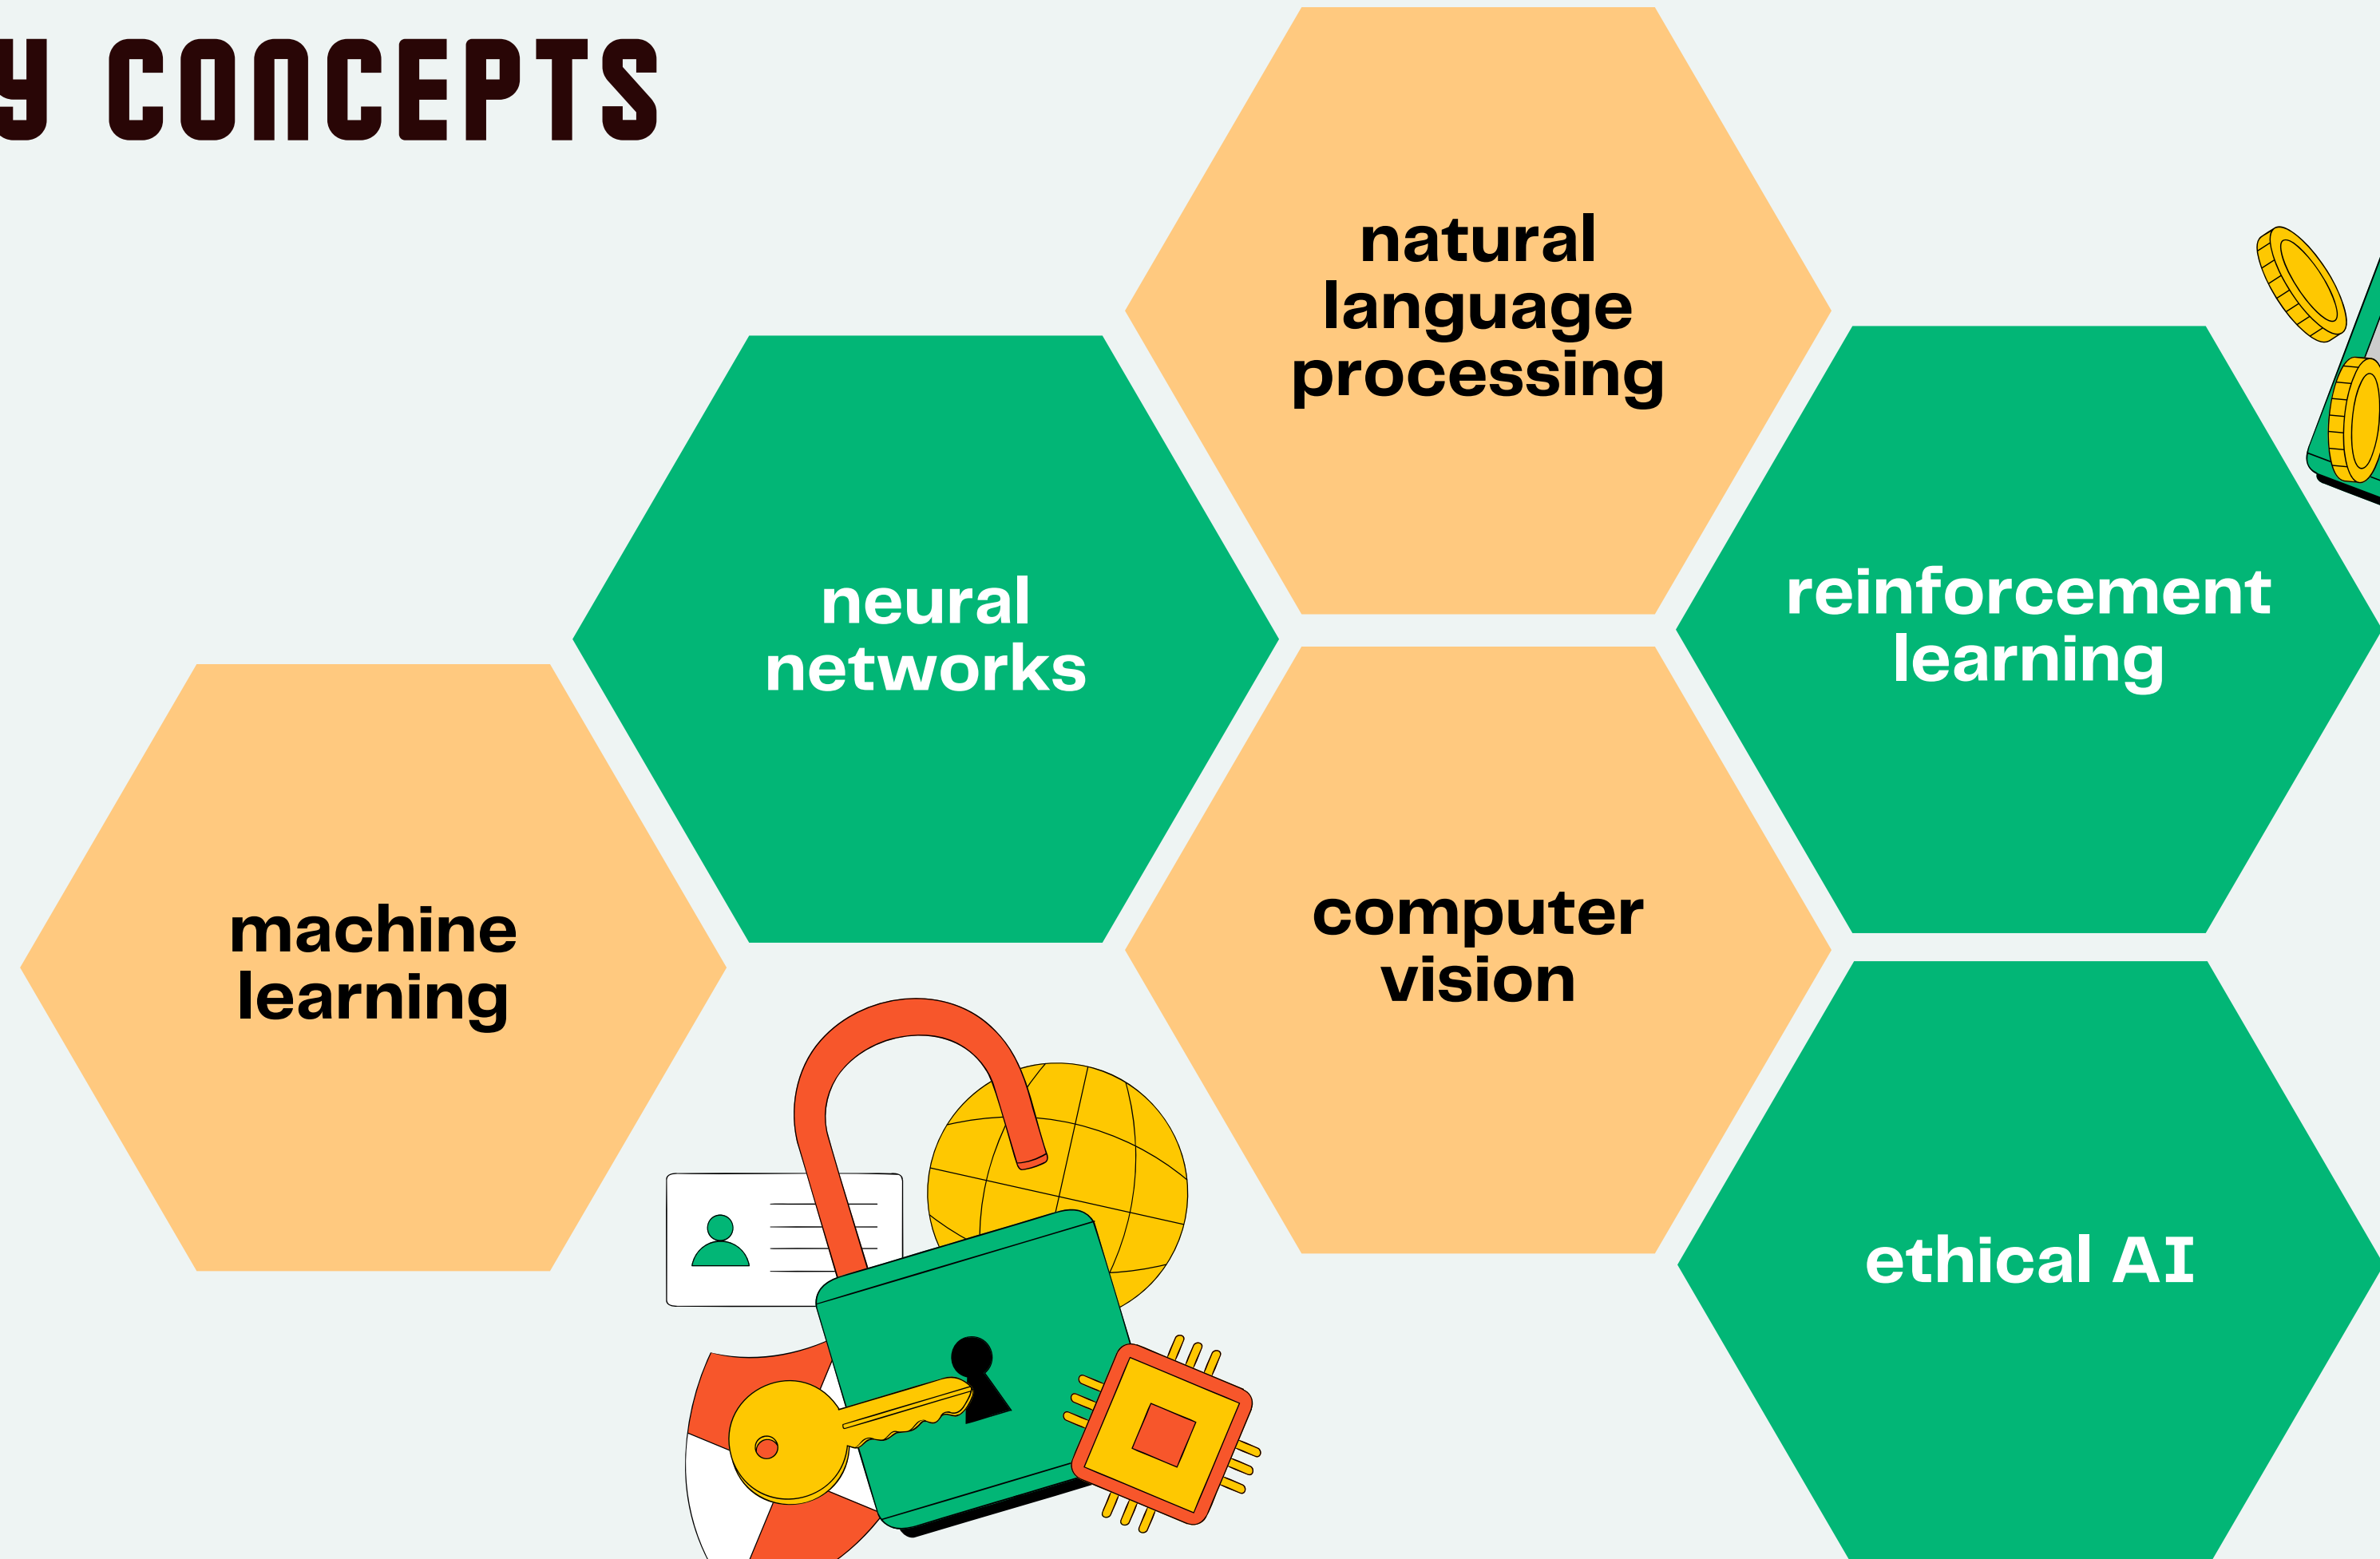 Y CONCEPTS
natural
language
processing
neural
networks
reinforcement
learning
machine
learning
computer
vision
ethical AI